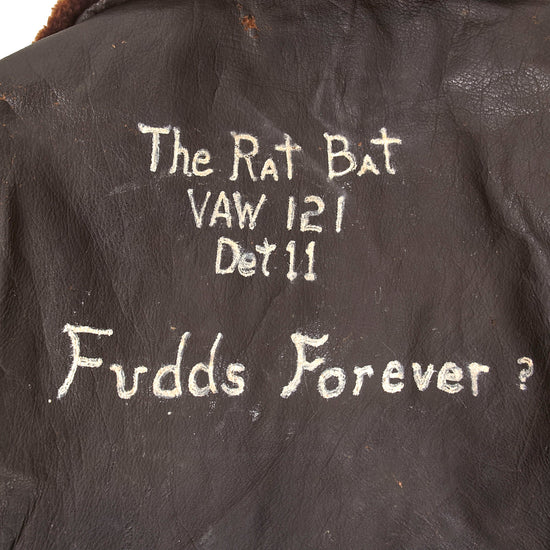 The Rat Bat
VAW 121
Det 11
Fudds Forever ?